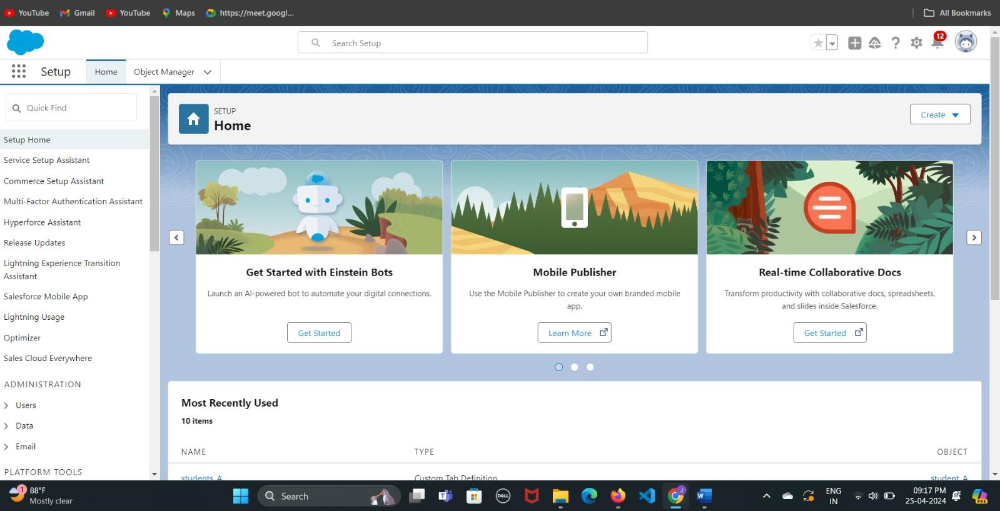 YouTube
Gmail
YouTube
Maps
https://meet.googl...
All Bookmarks
Search Setup
12
Setup
Home
Object Manager
Quick Find
SETUP
Home
Create
Setup Home
Service Setup Assistant
Commerce Setup Assistant
Multi-Factor Authentication Assistant
Hyperforce Assistant
Release Updates
Lightning Experience Transition
Assistant
Salesforce Mobile App
Lightning Usage
Optimizer
Sales Cloud Everywhere
ADMINISTRATION
Users
Data
Email
PLATFORM TOOLS
Get Started with Einstein Bots
Launch an AI-powered bot to automate your digital connections.
Get Started
Mobile Publisher
Use the Mobile Publisher to create your own branded mobile
app.
Learn More
Real-time Collaborative Docs
Transform productivity with collaborative docs, spreadsheets,
and slides inside Salesforce.
Get Started
Most Recently Used
10 items
NAME
TYPE
OBJECT
students_A
Custom Tab Definition
student_A
1
88°F
Mostly clear
Search
DELL
J
W
ENG
IN
09:17 PM
25-04-2024
PRE